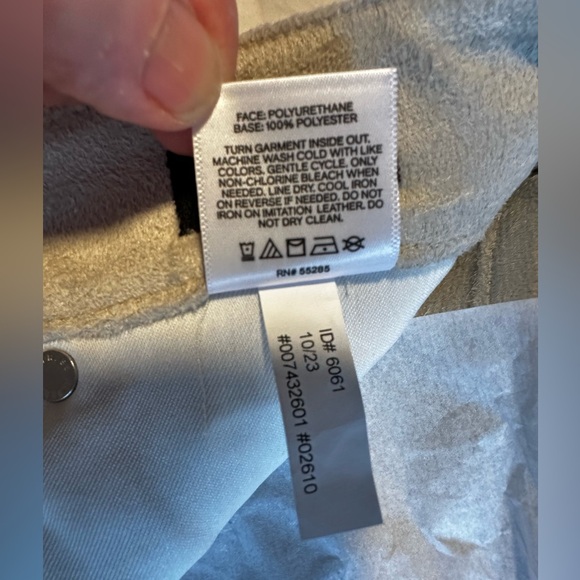 FACE: POLYURETHANE
BASE: 100% POLYESTER
TURN GARMENT INSIDE OUT,
MACHINE WASH COLD WITH LIKE
COLORS. GENTLE CYCLE. ONLY
NON-CHLORINE BLEACH WHEN
NEEDED. LINE DRY. COOL IRON
ON REVERSE IF NEEDED. DO NOT
IRON ON IMITATION LEATHER. DO
NOT DRY CLEAN.
RN# 55285
ID# 6061
10/23
#007432601 #02610